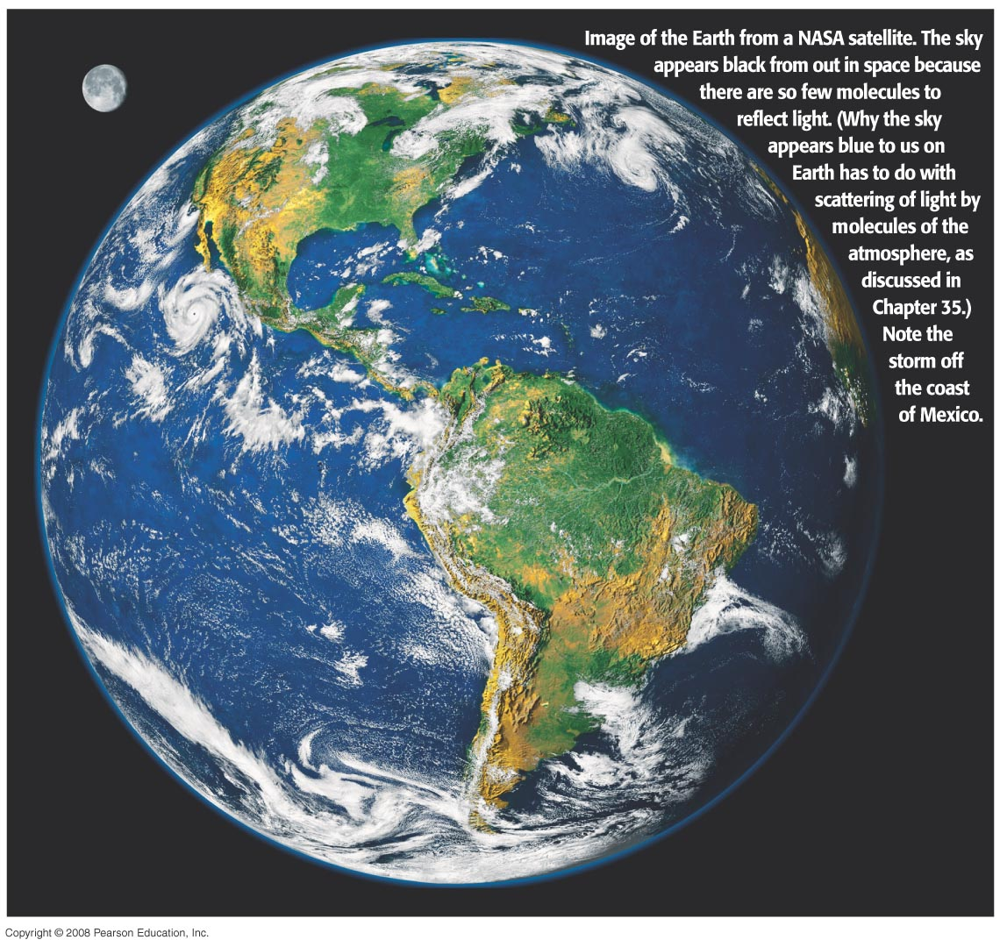 Image of the Earth from a NASA satellite. The sky
appears black from out in space because
there are so few molecules to
reflect light. (Why the sky
appears blue to us on
Earth has to do with
scattering of light by
molecules of the
atmosphere, as
discussed in
Chapter 35.)
Note the
storm off
the coast
of Mexico.
Copyright © 2008 Pearson Education, Inc.